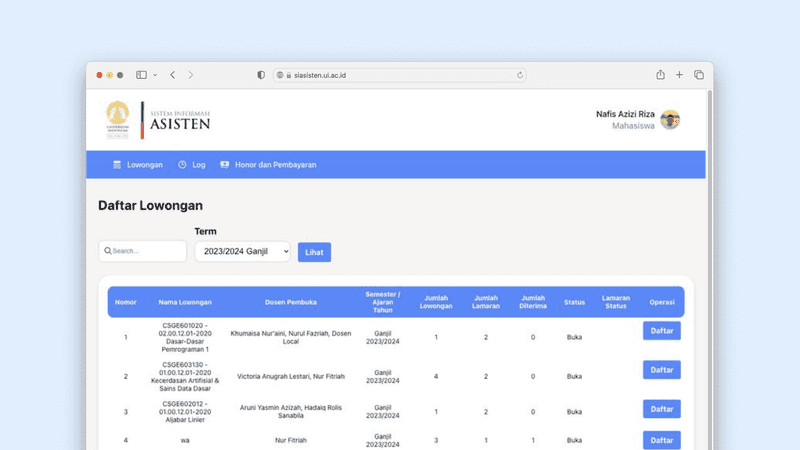 siasisten.ui.ac.id
UNIVERSITAS
INDONESIA
SISTEM INFORMASI
ASISTEN
Nafis Azizi Riza
Mahasiswa
Lowongan
Log
Honor dan Pembayaran
Daftar Lowongan
Term
Search...
2023/2024 Ganjil
Lihat
Nomor
Nama Lowongan
Dosen Pembuka
Semester /
Ajaran
Tahun
Jumlah
Lowongan
Jumlah
Lamaran
Jumlah
Diterima
Status
Lamaran
Status
Operasi
1
CSGE601020 -
02.00.12.01-2020
Dasar-Dasar
Pemrograman 1
Khumaisa Nur'aini, Nurul Fazriah, Dosen
Local
Ganjil
2023/2024
1
2
0
Buka
Daftar
2
CSGE603130 -
01.00.12.01-2020
Kecerdasan Artifisial &
Sains Data Dasar
Victoria Anugrah Lestari, Nur Fitriah
Ganjil
2023/2024
4
2
0
Buka
Daftar
3
CSGE602012 -
01.00.12.01-2020
Aljabar Linier
Aruni Yasmin Azizah, Hadaiq Rolis
Sanabila
Ganjil
2023/2024
1
2
0
Buka
Daftar
4
wa
Nur Fitriah
Ganjil
2023/2024
3
1
1
Buka
Daftar